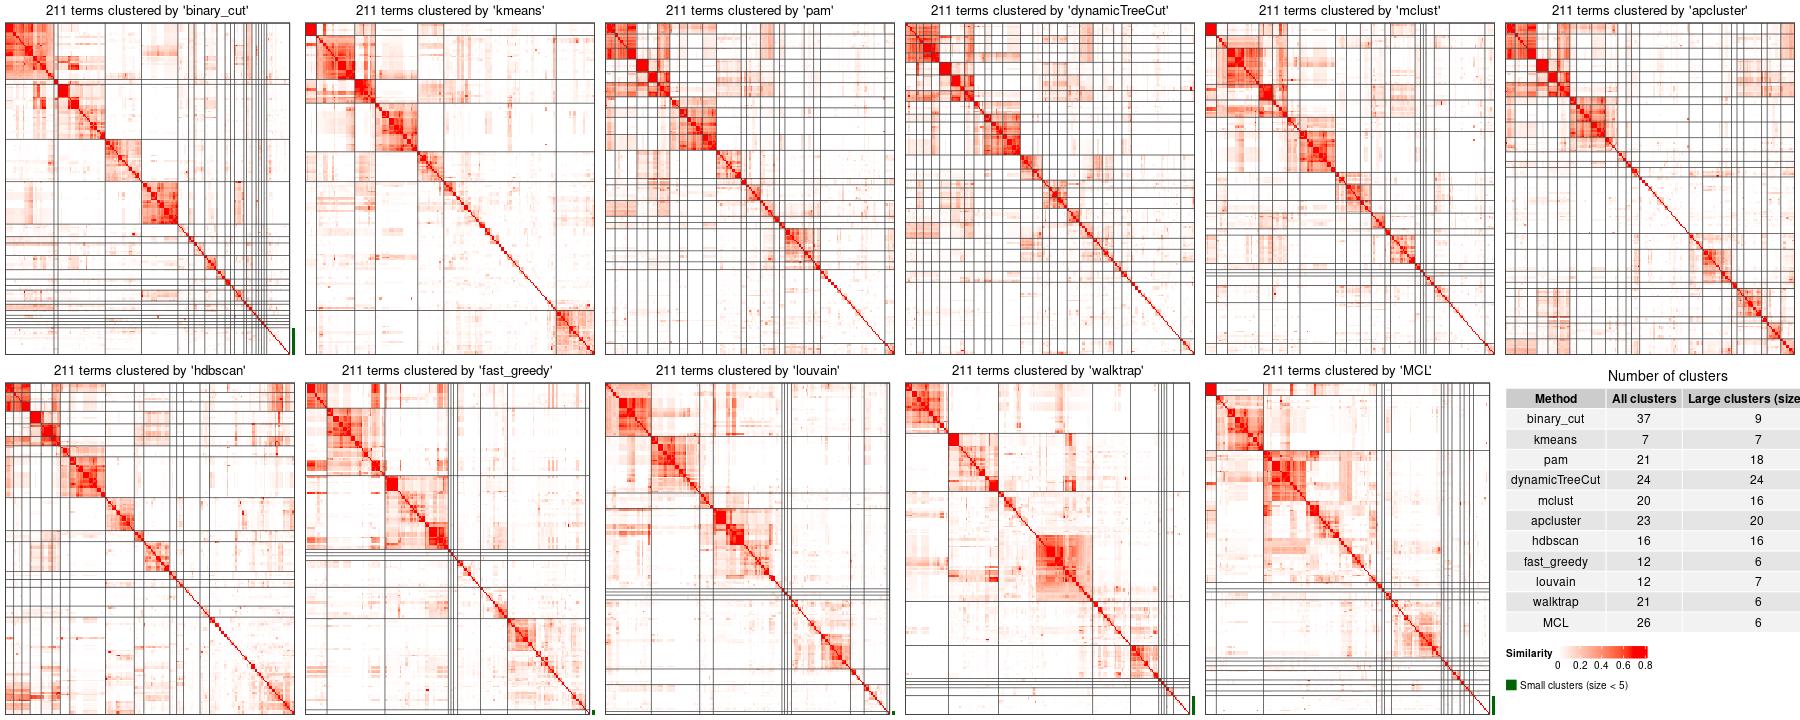 211 terms clustered by 'binary_cut'
211 terms clustered by 'kmeans'
211 terms clustered by 'pam'
211 terms clustered by 'dynamicTreeCut'
211 terms clustered by 'mclust'
211 terms clustered by 'apcluster'
211 terms clustered by 'hdbscan'
211 terms clustered by 'fast_greedy'
211 terms clustered by 'louvain'
211 terms clustered by 'walktrap'
211 terms clustered by 'MCL'
Number of clusters
Method All clusters Large clusters (size
binary_cut 37 9
kmeans 7 7
pam 21 18
dynamicTreeCut 24 24
mclust 20 16
apcluster 23 20
hdbscan 16 16
fast_greedy 12 6
louvain 12 7
walktrap 21 6
MCL 26 6
Similarity
0 0.2 0.4 0.6 0.8
Small clusters (size < 5)